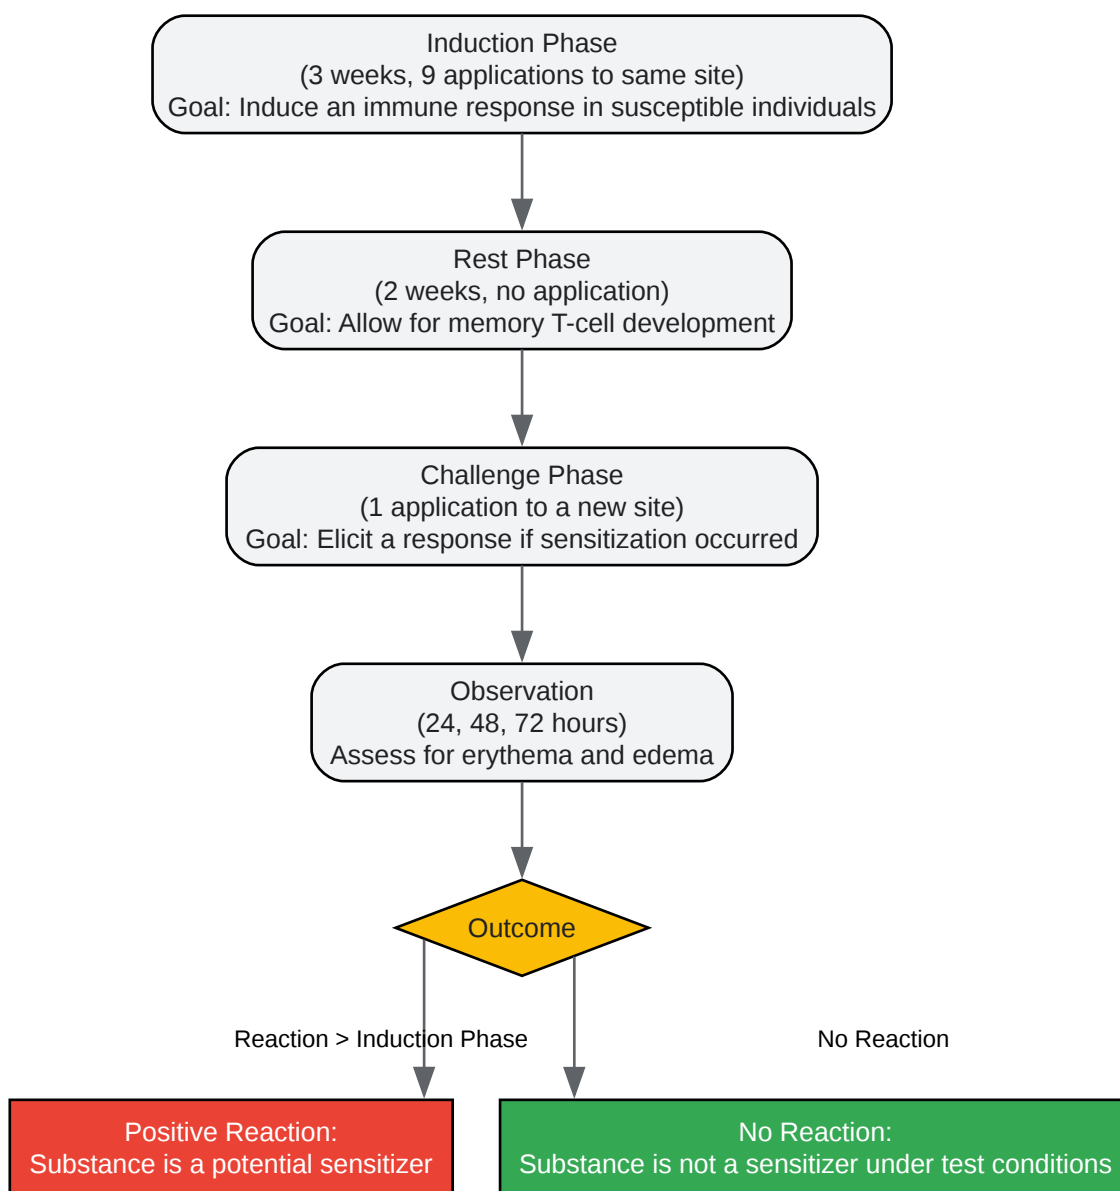 Induction Phase
(3 weeks, 9 applications to same site)
Goal: Induce an immune response in susceptible individuals
Rest Phase
(2 weeks, no application)
Goal: Allow for memory T-cell development
Challenge Phase
(1 application to a new site)
Goal: Elicit a response if sensitization occurred
Observation
(24, 48, 72 hours)
Assess for erythema and edema
Outcome
Reaction > Induction Phase
No Reaction
Positive Reaction:
Substance is a potential sensitizer
No Reaction:
Substance is not a sensitizer under test conditions